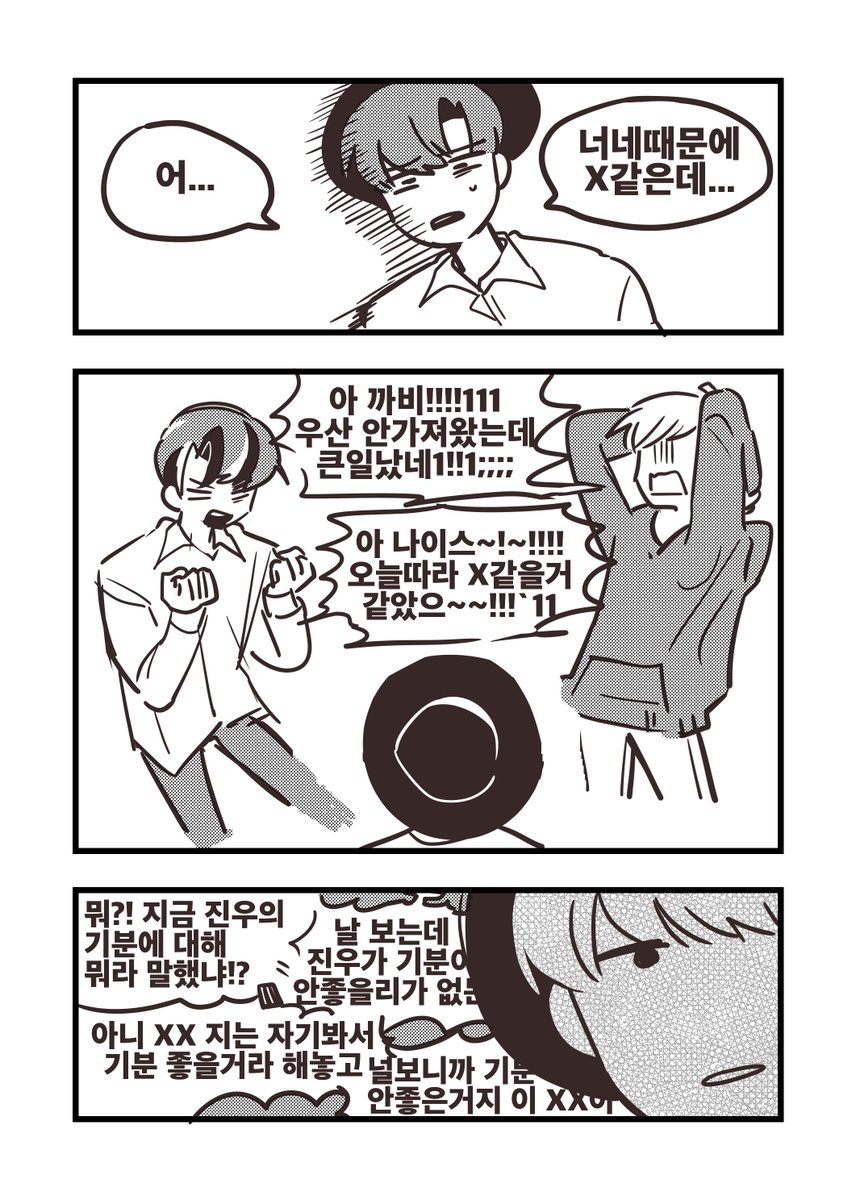 어...
너네때문에
X같은데...
아 까비!!!!111
우산 안가져왔는데
큰일났네1!!1;;;;
아 나이스~!~!!!!
오늘따라 X같을거
같았으~~!!!`11
뭐?! 지금 진우의
기분에 대해
뭐라 말했냐!?
날 보는데
진우가 기분이
안좋을리가 없는
아니 XX 지는 자기봐서
기분 좋을거라 해놓고
널보니까 기분
안좋은거지 이 XX아